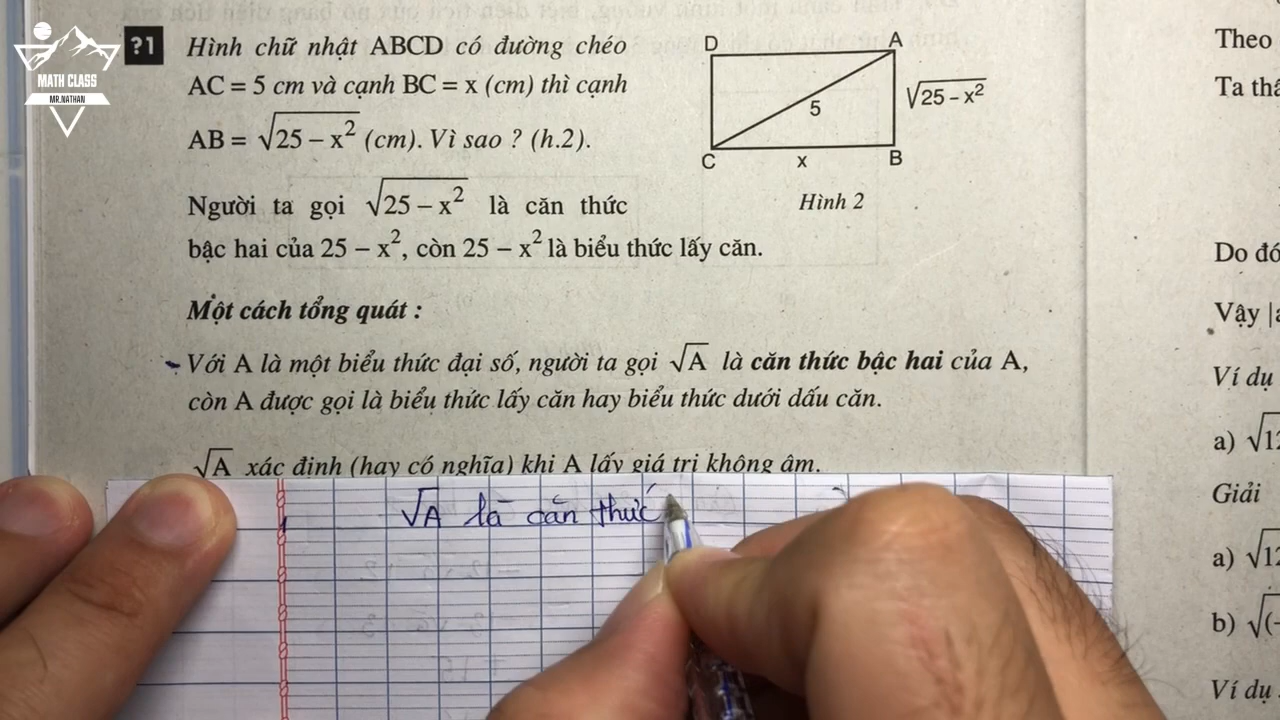 MATH CLASS
MR.NATHAN
?1 Hình chữ nhật ABCD có đường chéo
AC = 5 cm và cạnh BC = x (cm) thì cạnh
AB = √(25 – x²) (cm). Vì sao ? (h.2).
D A
5 √(25 – x²)
C x B
Hình 2
Người ta gọi √(25 – x²) là căn thức
bậc hai của 25 – x², còn 25 – x² là biểu thức lấy căn.
Một cách tổng quát :
Với A là một biểu thức đại số, người ta gọi √A là căn thức bậc hai của A,
còn A được gọi là biểu thức lấy căn hay biểu thức dưới dấu căn.
√A xác định (hay có nghĩa) khi A lấy giá trị không âm.
√A là căn thức
Theo
Ta thấ
Do đó
Vậy |a
Ví dụ
a) √12
Giải
a) √12
b) √(-
Ví dụ